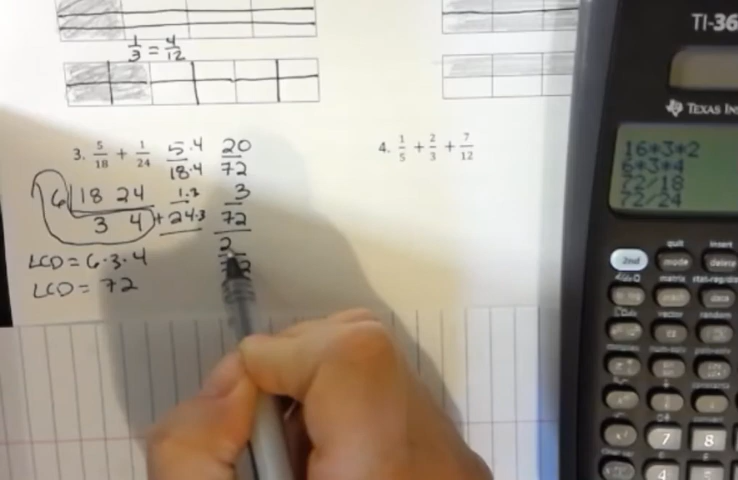 1/3 = 4/12
3. 5/18 + 1/24
5·4 20
18·4 72
6 18 24
1·3 3
3 4
+ 24·3 72
LCD = 6·3·4
2
LCD = 72
4. 1/5 + 2/3 + 7/12
TI-36
TEXAS INS
16*3*2
6*3*4
72/18
72/24
quit insert
2nd mode delete
7 8
4 5